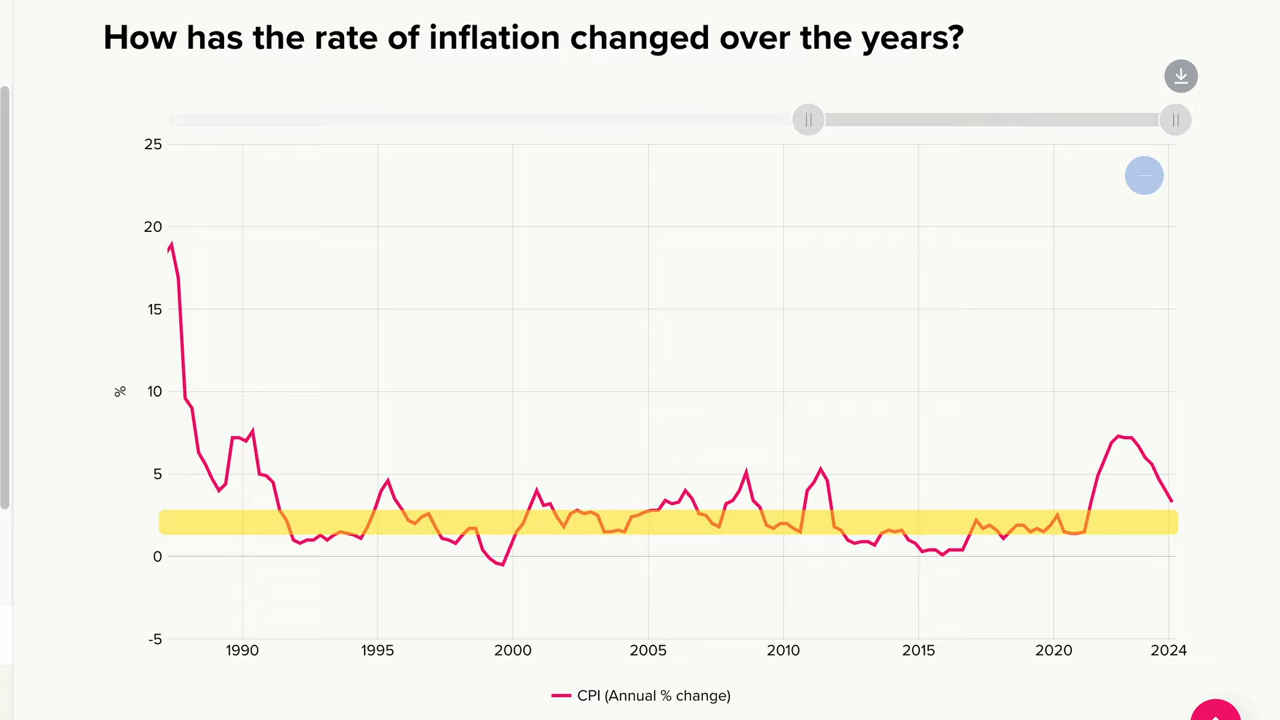 How has the rate of inflation changed over the years?
25
20
15
%
10
5
0
-5
1990 1995 2000 2005 2010 2015 2020 2024
CPI (Annual % change)